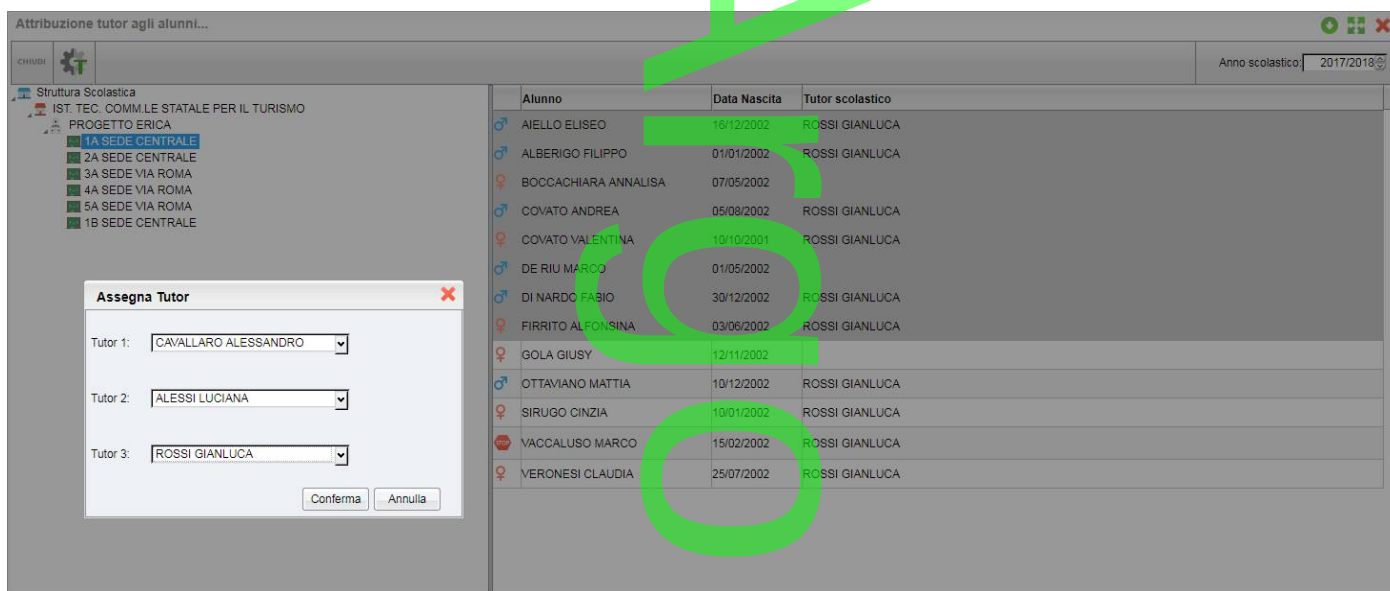 Attribuzione tutor agli alunni...
CHIUDI T Anno scolastico: 2017/2018
Struttura Scolastica
IST. TEC. COMM.LE STATALE PER IL TURISMO
PROGETTO ERICA
1A SEDE CENTRALE
2A SEDE CENTRALE
3A SEDE VIA ROMA
4A SEDE VIA ROMA
5A SEDE VIA ROMA
1B SEDE CENTRALE
Alunno Data Nascita Tutor scolastico
AIELLO ELISEO 16/12/2002 ROSSI GIANLUCA
ALBERIGO FILIPPO 01/01/2002 ROSSI GIANLUCA
BOCCACHIARA ANNALISA 07/05/2002
COVATO ANDREA 05/08/2002 ROSSI GIANLUCA
COVATO VALENTINA 10/10/2001 ROSSI GIANLUCA
DE RIU MARCO 01/05/2002
DI NARDO FABIO 30/12/2002 ROSSI GIANLUCA
FIRRITO ALFONSINA 03/06/2002 ROSSI GIANLUCA
GOLA GIUSY 12/11/2002
OTTAVIANO MATTIA 10/12/2002 ROSSI GIANLUCA
SIRUGO CINZIA 10/01/2002 ROSSI GIANLUCA
STOP VACCALUSO MARCO 15/02/2002 ROSSI GIANLUCA
VERONESI CLAUDIA 25/07/2002 ROSSI GIANLUCA
Assegna Tutor
Tutor 1: CAVALLARO ALESSANDRO
Tutor 2: ALESSI LUCIANA
Tutor 3: ROSSI GIANLUCA
Conferma Annulla